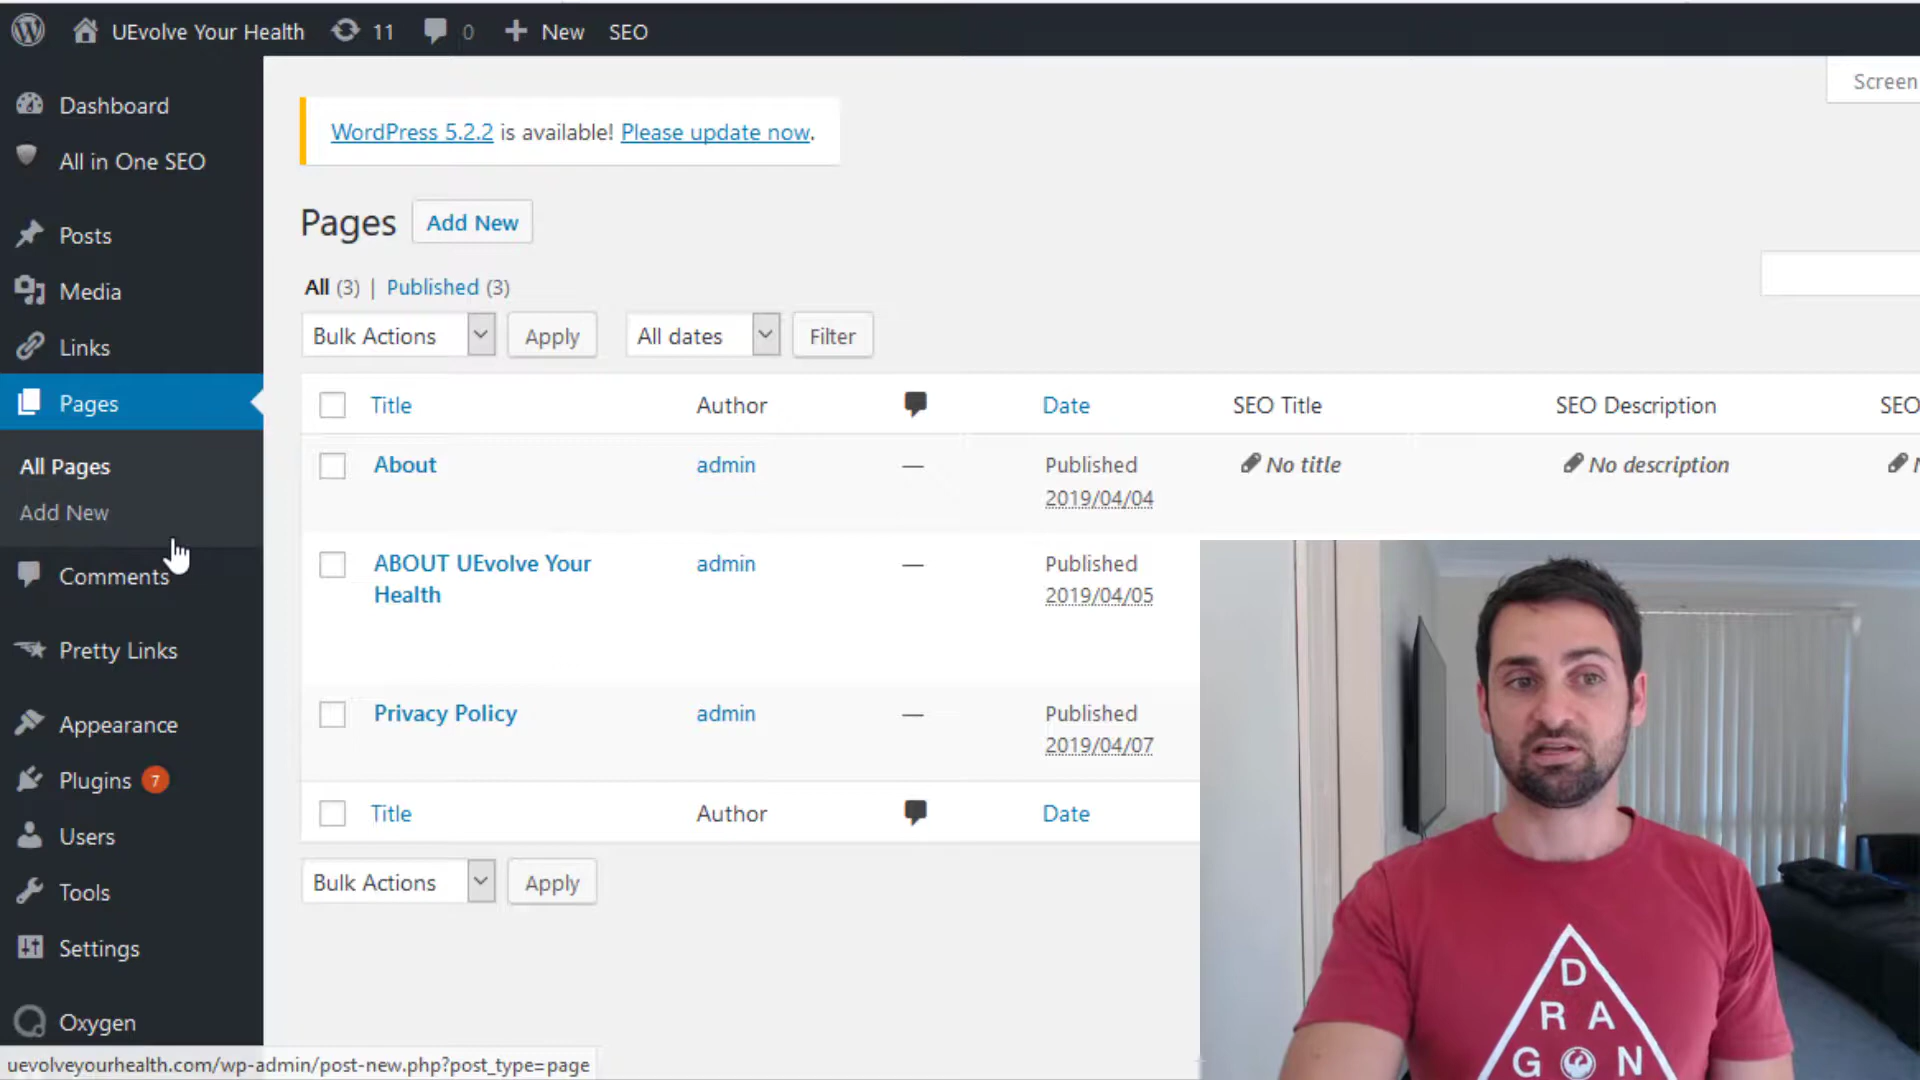 UEvolve Your Health 11 0 New SEO
Screen
Dashboard
All in One SEO
Posts
Media
Links
Pages
All Pages
Add New
Comments
Pretty Links
Appearance
Plugins 7
Users
Tools
Settings
Oxygen
WordPress 5.2.2 is available! Please update now.
Pages Add New
All (3) | Published (3)
Bulk Actions Apply All dates Filter
Title Author Date SEO Title SEO Description SEO
About admin — Published No title No description
2019/04/04
ABOUT UEvolve Your admin — Published
Health 2019/04/05
Privacy Policy admin — Published
2019/04/07
Title Author Date
Bulk Actions Apply
D
R A
G O N
uevolveyourhealth.com/wp-admin/post-new.php?post_type=page